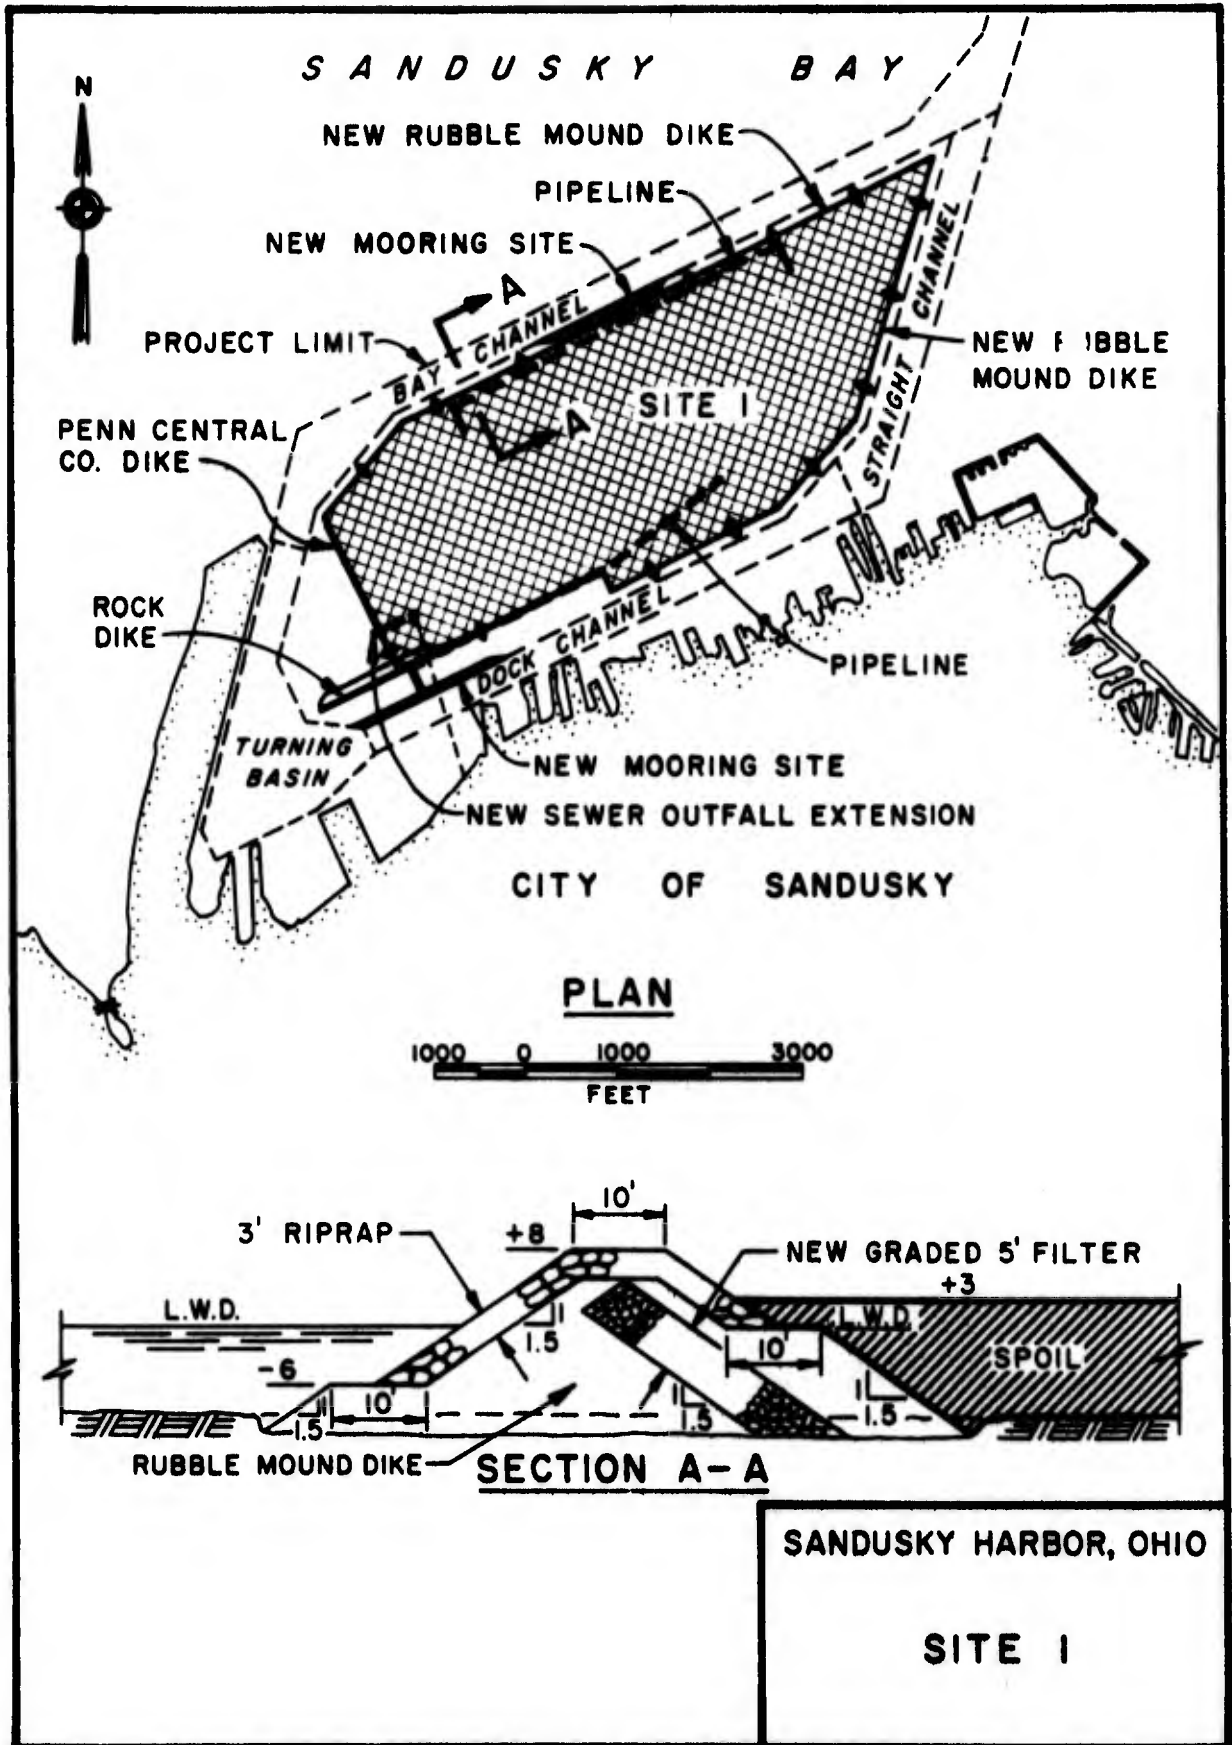 SANDUSKY BAY
N
NEW RUBBLE MOUND DIKE
PIPELINE
NEW MOORING SITE
A
PROJECT LIMIT
BAY CHANNEL
STRAIGHT CHANNEL
NEW
MOUND DIKE
SITE 1
A
PENN CENTRAL
CO. DIKE
ROCK
DIKE
DOCK CHANNEL
PIPELINE
TURNING
BASIN
NEW MOORING SITE
NEW SEWER OUTFALL EXTENSION
CITY OF SANDUSKY
PLAN
1000 0 1000 3000
FEET
10'
3' RIPRAP
+8
NEW GRADED 5' FILTER
+3
L.W.D.
L.W.D.
1
1.5
10'
SPOIL
-6
1
1.5
10'
1
1.5
1
1.5
RUBBLE MOUND DIKE
SECTION A-A
SANDUSKY HARBOR, OHIO
SITE 1